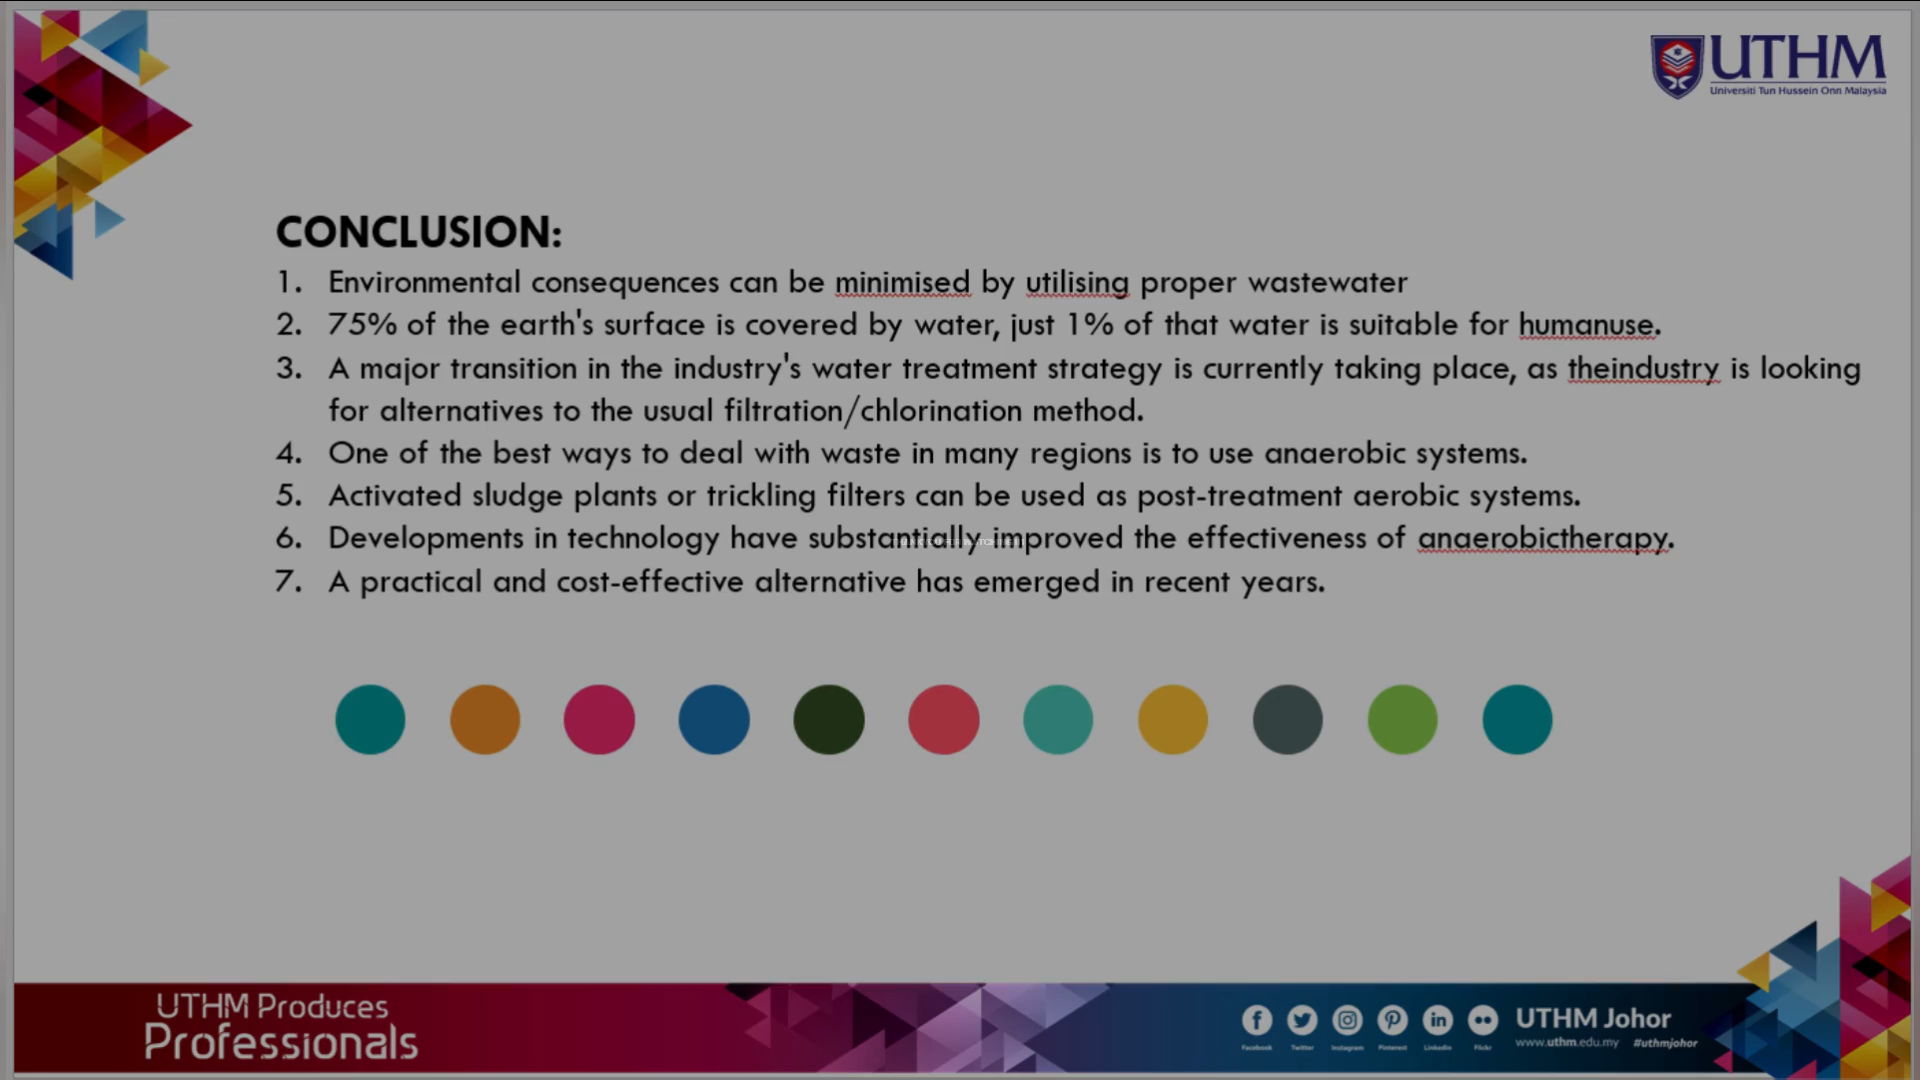 UTHM
Universiti Tun Hussein Onn Malaysia
CONCLUSION:
1. Environmental consequences can be minimised by utilising proper wastewater
2. 75% of the earth's surface is covered by water, just 1% of that water is suitable for humanuse.
3. A major transition in the industry's water treatment strategy is currently taking place, as theindustry is looking
for alternatives to the usual filtration/chlorination method.
4. One of the best ways to deal with waste in many regions is to use anaerobic systems.
5. Activated sludge plants or trickling filters can be used as post-treatment aerobic systems.
6. Developments in technology have substantially improved the effectiveness of anaerobictherapy.
7. A practical and cost-effective alternative has emerged in recent years.
UTHM Produces
Professionals
Facebook Twitter Instagram Pinterest Linkedin Flickr
UTHM Johor
www.uthm.edu.my #uthmjohor